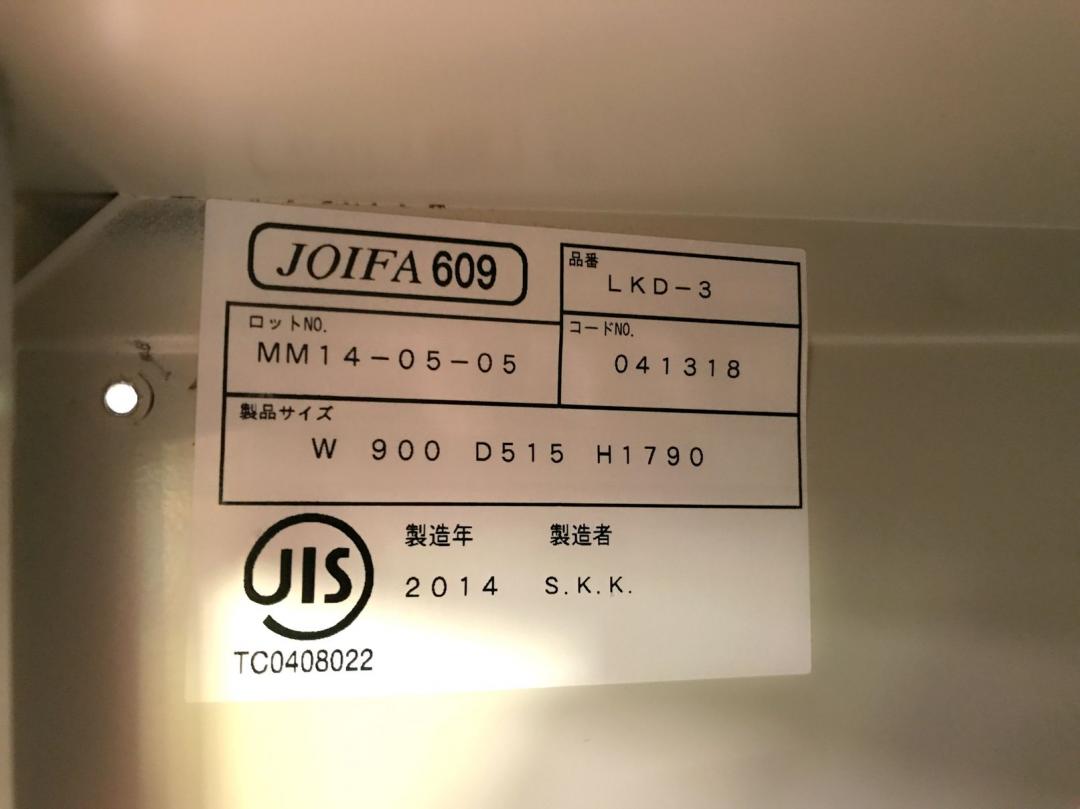 JOIFA 609
品番
LKD-3
ロットNO.
MM14-05-05
コードNO.
041318
製品サイズ
W 900 D515 H1790
JIS
製造年 製造者
2014 S.K.K.
TC0408022